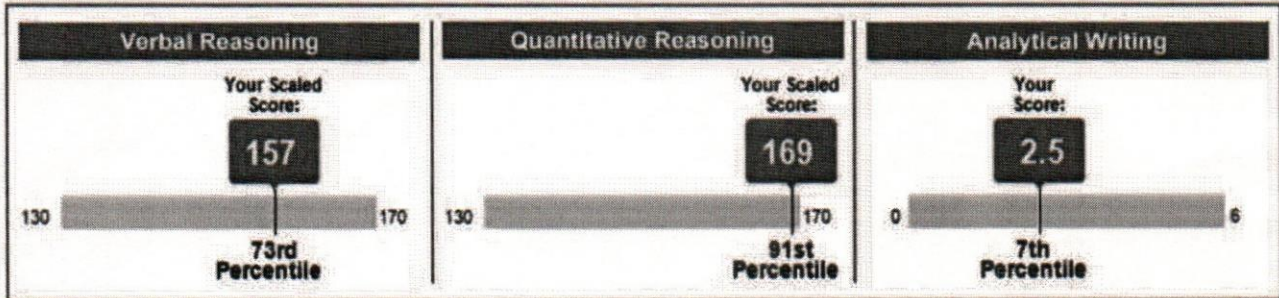 Verbal Reasoning
Your Scaled
Score:
157
130
170
73rd
Percentile
Quantitative Reasoning
Your Scaled
Score:
169
130
170
91st
Percentile
Analytical Writing
Your
Score:
2.5
0
6
7th
Percentile